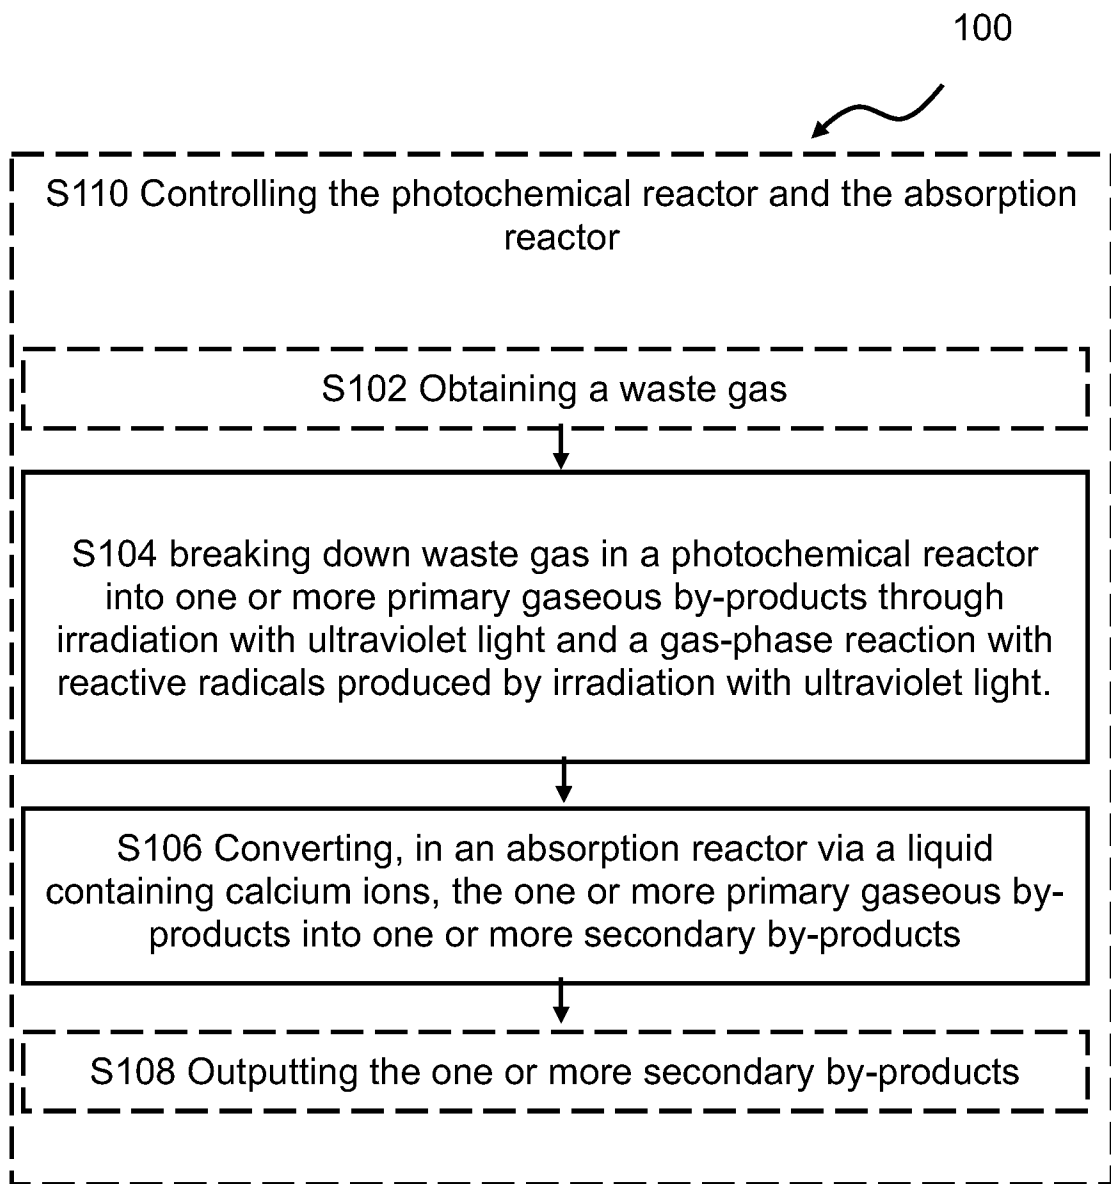 100
S110 Controlling the photochemical reactor and the absorption
reactor
S102 Obtaining a waste gas
S104 breaking down waste gas in a photochemical reactor
into one or more primary gaseous by-products through
irradiation with ultraviolet light and a gas-phase reaction with
reactive radicals produced by irradiation with ultraviolet light.
S106 Converting, in an absorption reactor via a liquid
containing calcium ions, the one or more primary gaseous by-
products into one or more secondary by-products
S108 Outputting the one or more secondary by-products